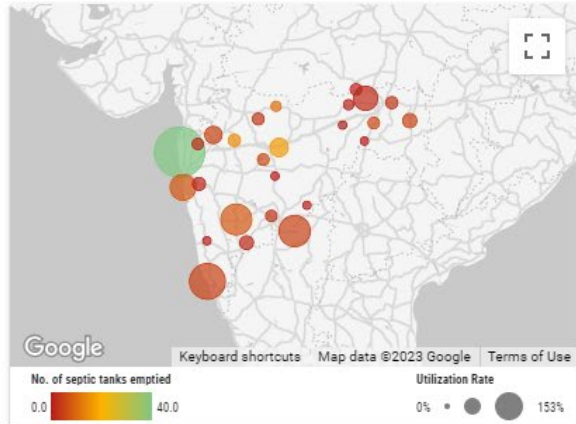 Google
Keyboard shortcuts Map data ©2023 Google Terms of Use
No. of septic tanks emptied Utilization Rate
0.0 40.0 0% 153%